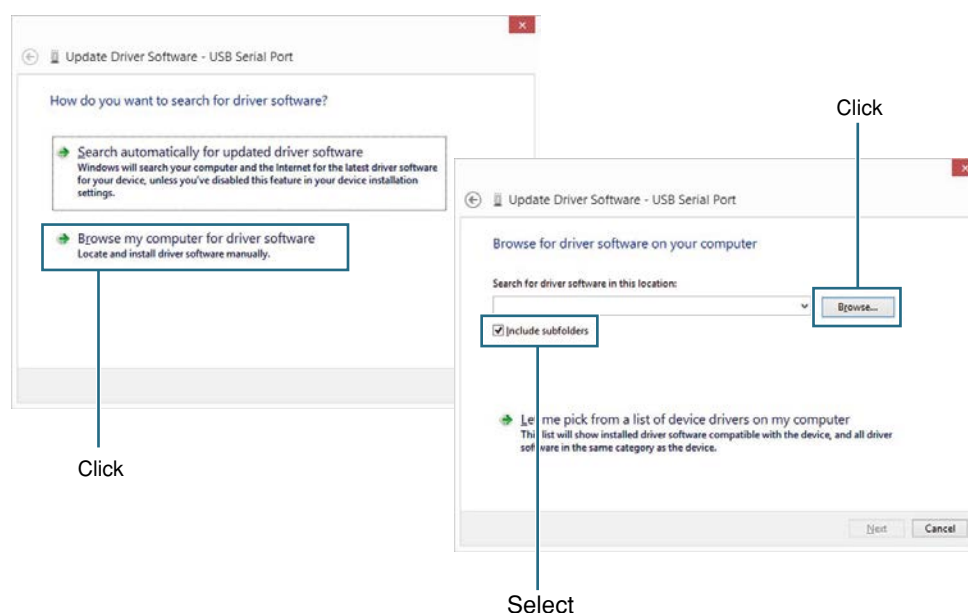 Update Driver Software - USB Serial Port
How do you want to search for driver software?
Search automatically for updated driver software
Windows will search your computer and the Internet for the latest driver software
for your device, unless you've disabled this feature in your device installation
settings.
Browse my computer for driver software
Locate and install driver software manually.
Click
Click
Update Driver Software - USB Serial Port
Browse for driver software on your computer
Search for driver software in this location:
Browse...
Include subfolders
Let me pick from a list of device drivers on my computer
This list will show installed driver software compatible with the device, and all driver
software in the same category as the device.
Next Cancel
Select